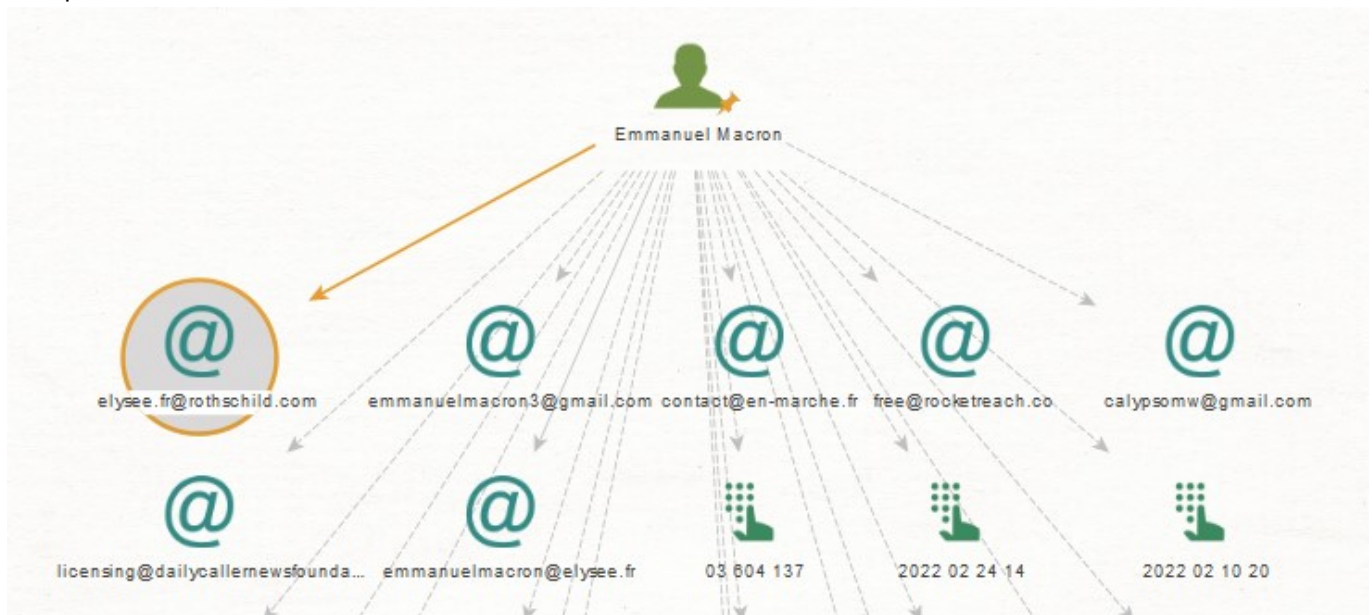 Emmanuel Macron
elysee.fr@rothschild.com emmanuelmacron3@gmail.com contact@en-marche.fr free@rocketreach.co calypsomw@gmail.com
licensing@dailycallernewsfounda... emmanuelmacron@elysee.fr 03 604 137 2022 02 24 14 2022 02 10 20